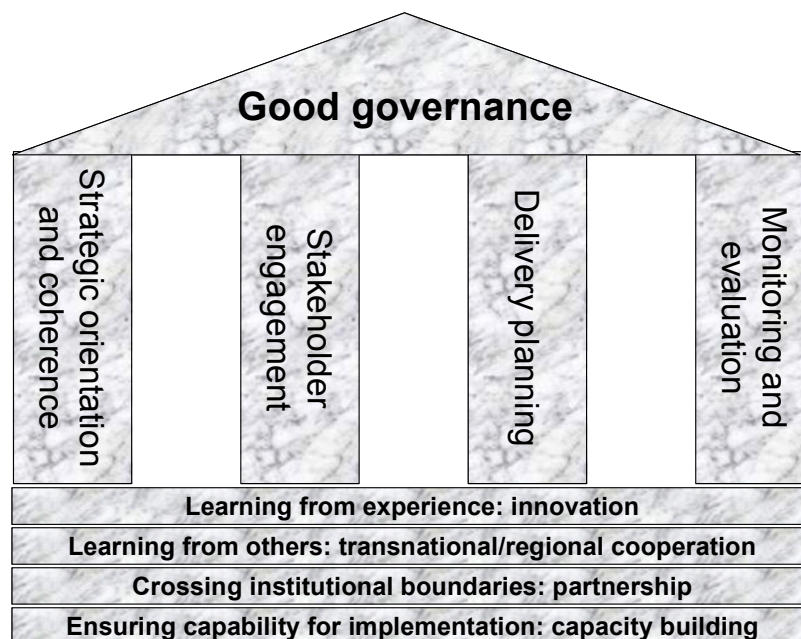 Good governance
Strategic orientation
and coherence
Stakeholder
engagement
Delivery planning
Monitoring and
evaluation
Learning from experience: innovation
Learning from others: transnational/regional cooperation
Crossing institutional boundaries: partnership
Ensuring capability for implementation: capacity building